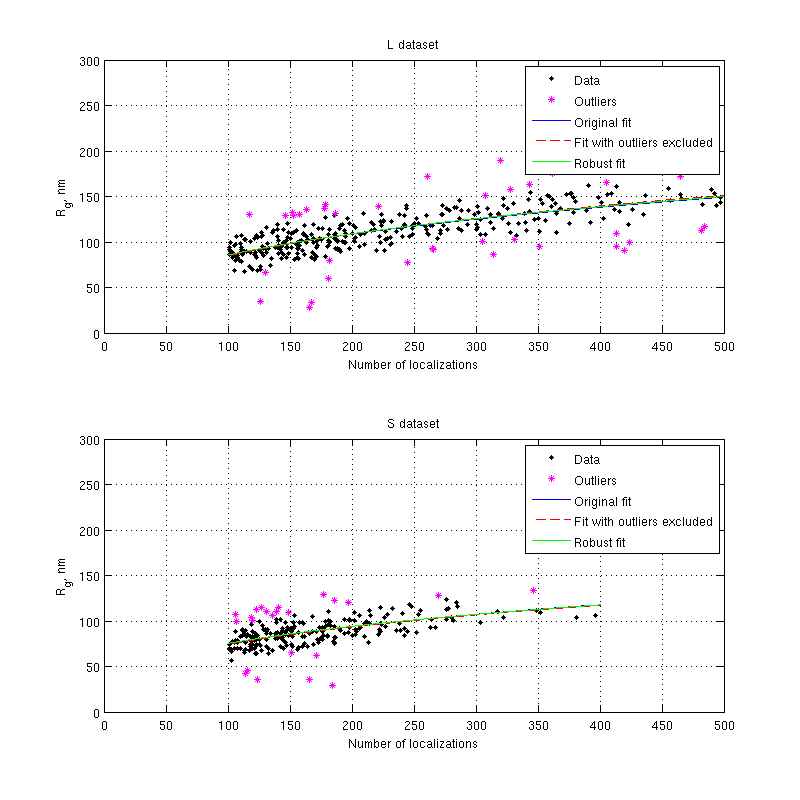 L dataset
300
250
200
150
100
50
0
Data
Outliers
Original fit
Fit with outliers excluded
Robust fit
Rg, nm
0 50 100 150 200 250 300 350 400 450 500
Number of localizations
S dataset
300
250
200
150
100
50
0
Data
Outliers
Original fit
Fit with outliers excluded
Robust fit
Rg, nm
0 50 100 150 200 250 300 350 400 450 500
Number of localizations